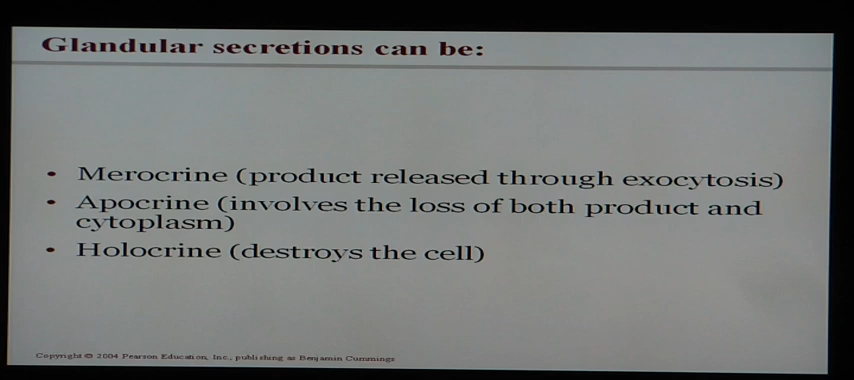 Glandular secretions can be:
• Merocrine (product released through exocytosis)
• Apocrine (involves the loss of both product and
cytoplasm)
• Holocrine (destroys the cell)
Copyright © 2004 Pearson Education, Inc., publishing as Benjamin Cummings